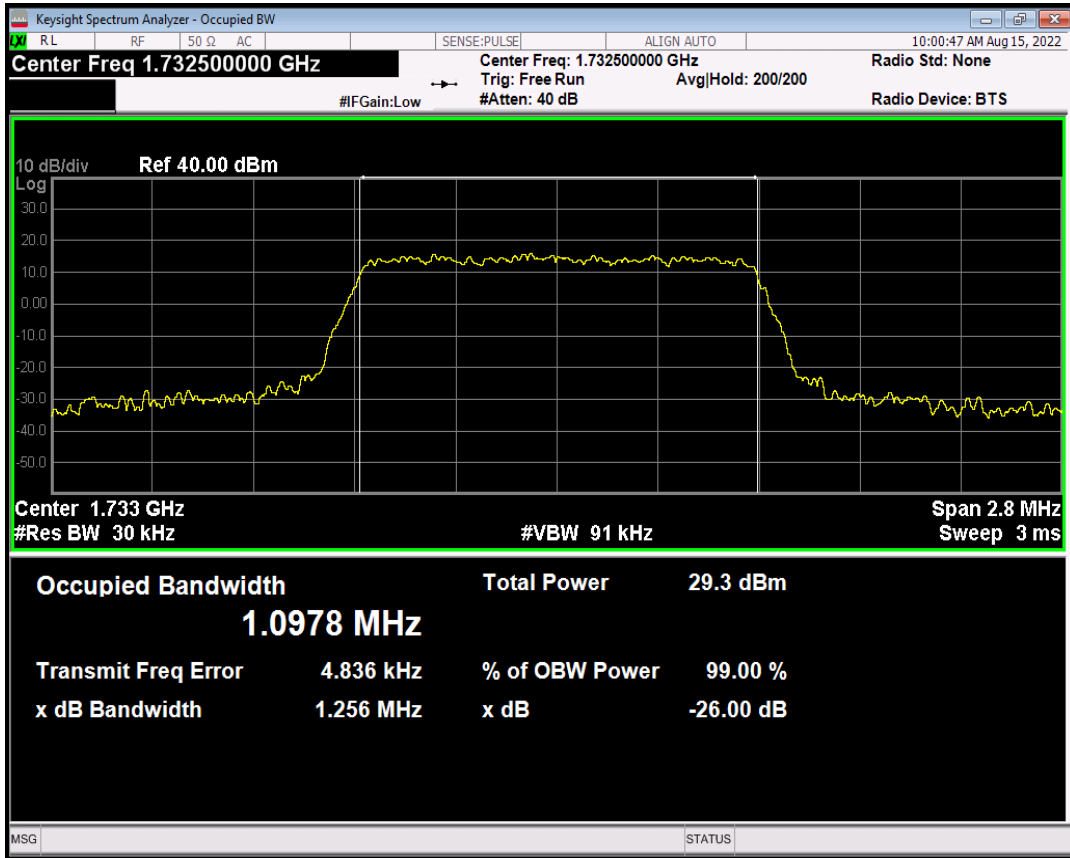 Keysight Spectrum Analyzer - Occupied BW
LXI RL RF 50 Ω AC SENSE:PULSE ALIGN AUTO 10:00:47 AM Aug 15, 2022
Center Freq 1.732500000 GHz
Center Freq: 1.732500000 GHz
Radio Std: None
Trig: Free Run Avg|Hold: 200/200
#IFGain:Low #Atten: 40 dB Radio Device: BTS
10 dB/div Ref 40.00 dBm
Log
30.0
20.0
10.0
0.00
-10.0
-20.0
-30.0
-40.0
-50.0
Center 1.733 GHz Span 2.8 MHz
#Res BW 30 kHz #VBW 91 kHz Sweep 3 ms
Occupied Bandwidth Total Power 29.3 dBm
1.0978 MHz
Transmit Freq Error 4.836 kHz % of OBW Power 99.00 %
x dB Bandwidth 1.256 MHz x dB -26.00 dB
MSG STATUS